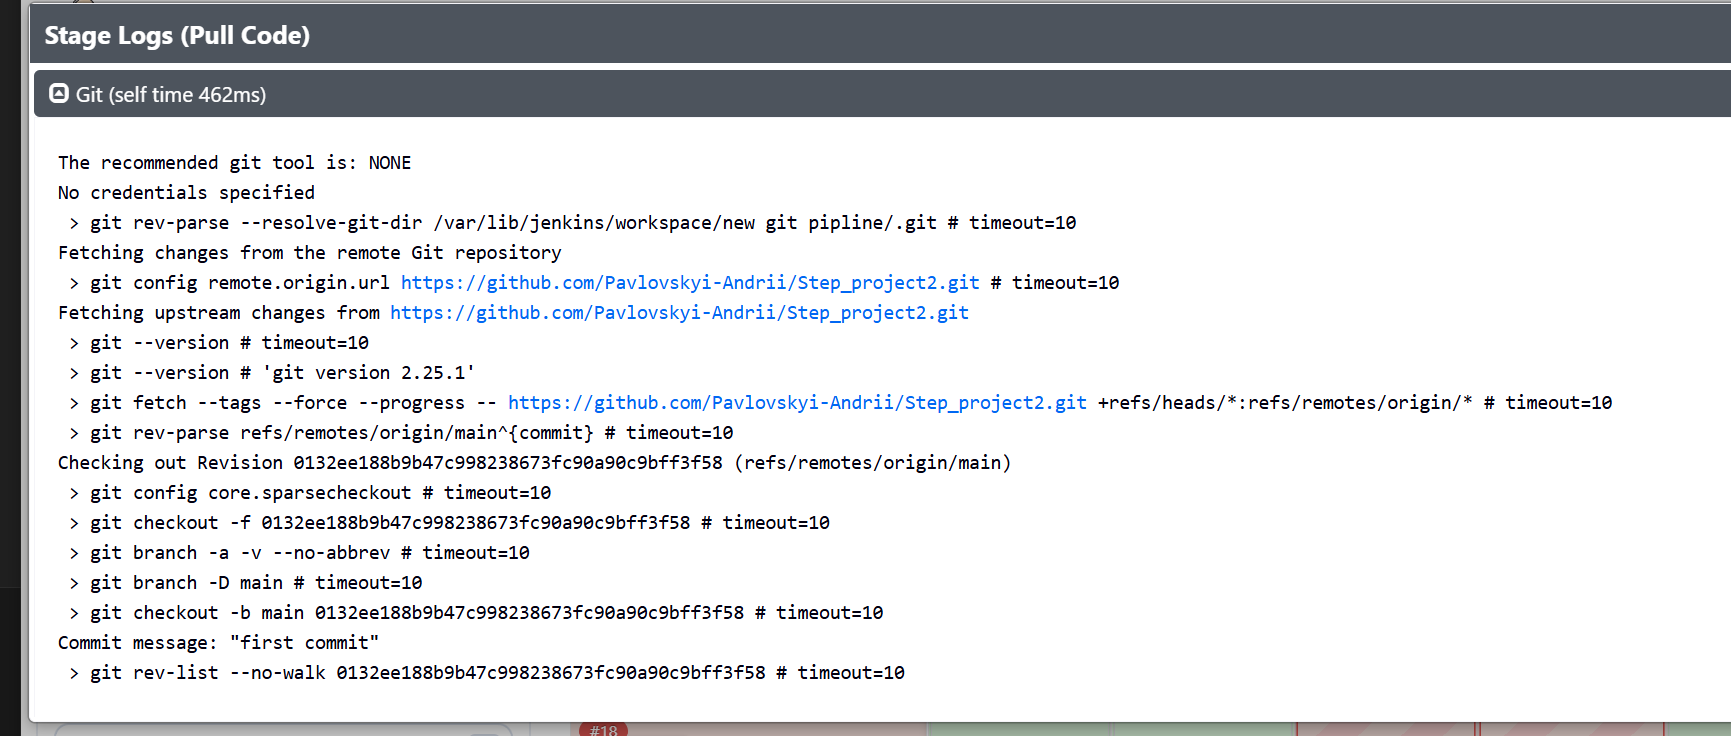 Stage Logs (Pull Code)
Git (self time 462ms)
The recommended git tool is: NONE
No credentials specified
 > git rev-parse --resolve-git-dir /var/lib/jenkins/workspace/new git pipline/.git # timeout=10
Fetching changes from the remote Git repository
 > git config remote.origin.url https://github.com/Pavlovskyi-Andrii/Step_project2.git # timeout=10
Fetching upstream changes from https://github.com/Pavlovskyi-Andrii/Step_project2.git
 > git --version # timeout=10
 > git --version # 'git version 2.25.1'
 > git fetch --tags --force --progress -- https://github.com/Pavlovskyi-Andrii/Step_project2.git +refs/heads/*:refs/remotes/origin/* # timeout=10
 > git rev-parse refs/remotes/origin/main^{commit} # timeout=10
Checking out Revision 0132ee188b9b47c998238673fc90a90c9bff3f58 (refs/remotes/origin/main)
 > git config core.sparsecheckout # timeout=10
 > git checkout -f 0132ee188b9b47c998238673fc90a90c9bff3f58 # timeout=10
 > git branch -a -v --no-abbrev # timeout=10
 > git branch -D main # timeout=10
 > git checkout -b main 0132ee188b9b47c998238673fc90a90c9bff3f58 # timeout=10
Commit message: "first commit"
 > git rev-list --no-walk 0132ee188b9b47c998238673fc90a90c9bff3f58 # timeout=10
#18